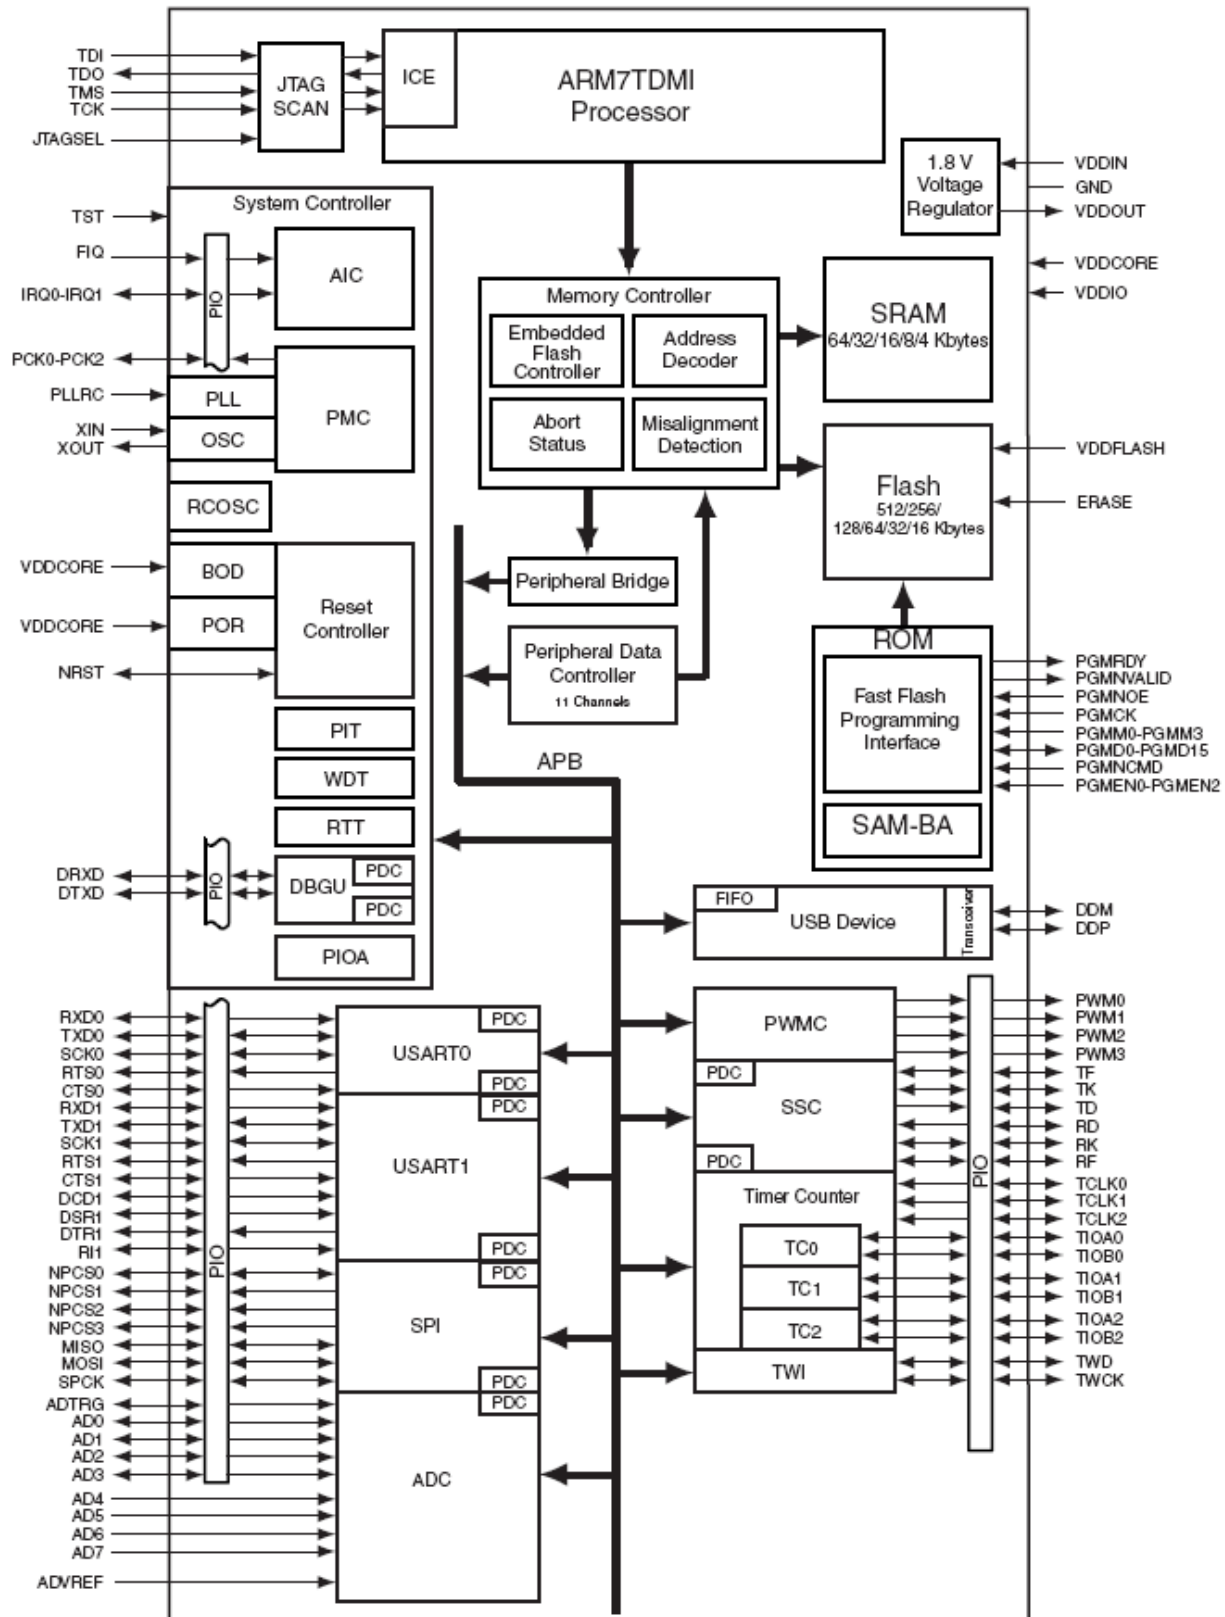 TDI
TDO
TMS
TCK
JTAGSEL
JTAG
SCAN
ICE
ARM7TDMI
Processor
1.8 V
Voltage
Regulator
VDDIN
GND
VDDOUT
VDDCORE
VDDIO
System Controller
TST
FIQ
IRQ0-IRQ1
PIO
AIC
PCK0-PCK2
PLLRC
XIN
XOUT
PLL
OSC
PMC
RCOSC
VDDCORE
VDDCORE
NRST
BOD
POR
Reset
Controller
PIT
WDT
RTT
DRXD
DTXD
PIO
DBGU
PDC
PDC
PIOA
Memory Controller
Embedded
Flash
Controller
Address
Decoder
Abort
Status
Misalignment
Detection
SRAM
64/32/16/8/4 Kbytes
Flash
512/256/
128/64/32/16 Kbytes
VDDFLASH
ERASE
Peripheral Bridge
Peripheral Data
Controller
11 Channels
APB
ROM
Fast Flash
Programming
Interface
SAM-BA
PGMRDY
PGMNVALID
PGMNOE
PGMCK
PGMM0-PGMM3
PGMD0-PGMD15
PGMNCMD
PGMEN0-PGMEN2
FIFO
USB Device
Transceiver
DDM
DDP
RXD0
TXD0
SCK0
RTS0
CTS0
RXD1
TXD1
SCK1
RTS1
CTS1
DCD1
DSR1
DTR1
RI1
NPCS0
NPCS1
NPCS2
NPCS3
MISO
MOSI
SPCK
ADTRG
AD0
AD1
AD2
AD3
AD4
AD5
AD6
AD7
ADVREF
PIO
PDC
USART0
PDC
PDC
USART1
PDC
PDC
SPI
PDC
PDC
ADC
PWMC
PDC
SSC
PDC
Timer Counter
TC0
TC1
TC2
TWI
PIO
PWM0
PWM1
PWM2
PWM3
TF
TK
TD
RD
RK
RF
TCLK0
TCLK1
TCLK2
TIOA0
TIOB0
TIOA1
TIOB1
TIOA2
TIOB2
TWD
TWCK